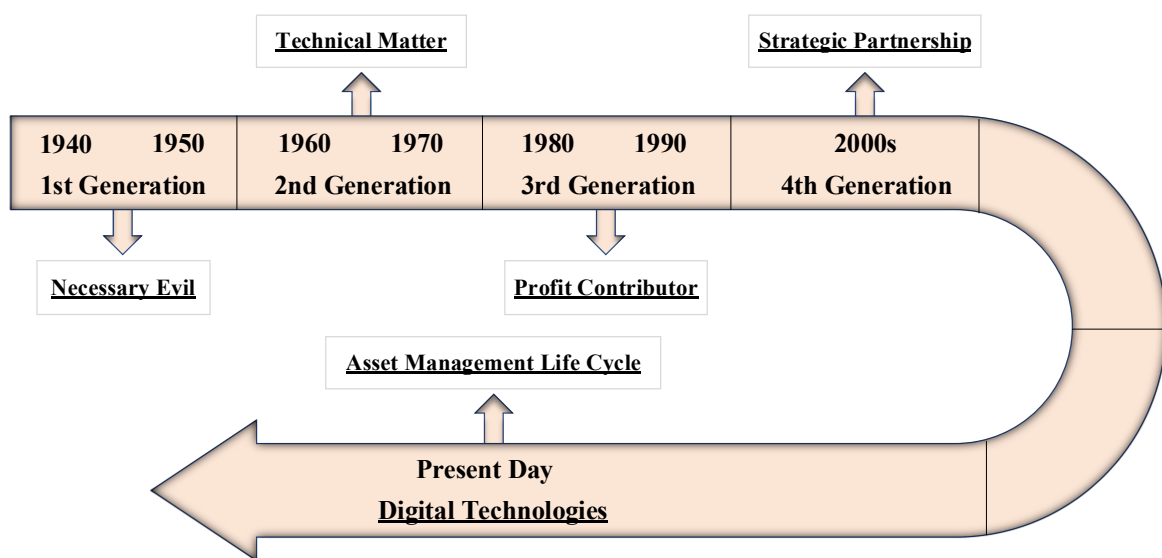 Technical Matter
Strategic Partnership
1940 1950
1st Generation
1960 1970
2nd Generation
1980 1990
3rd Generation
2000s
4th Generation
Necessary Evil
Profit Contributor
Asset Management Life Cycle
Present Day
Digital Technologies